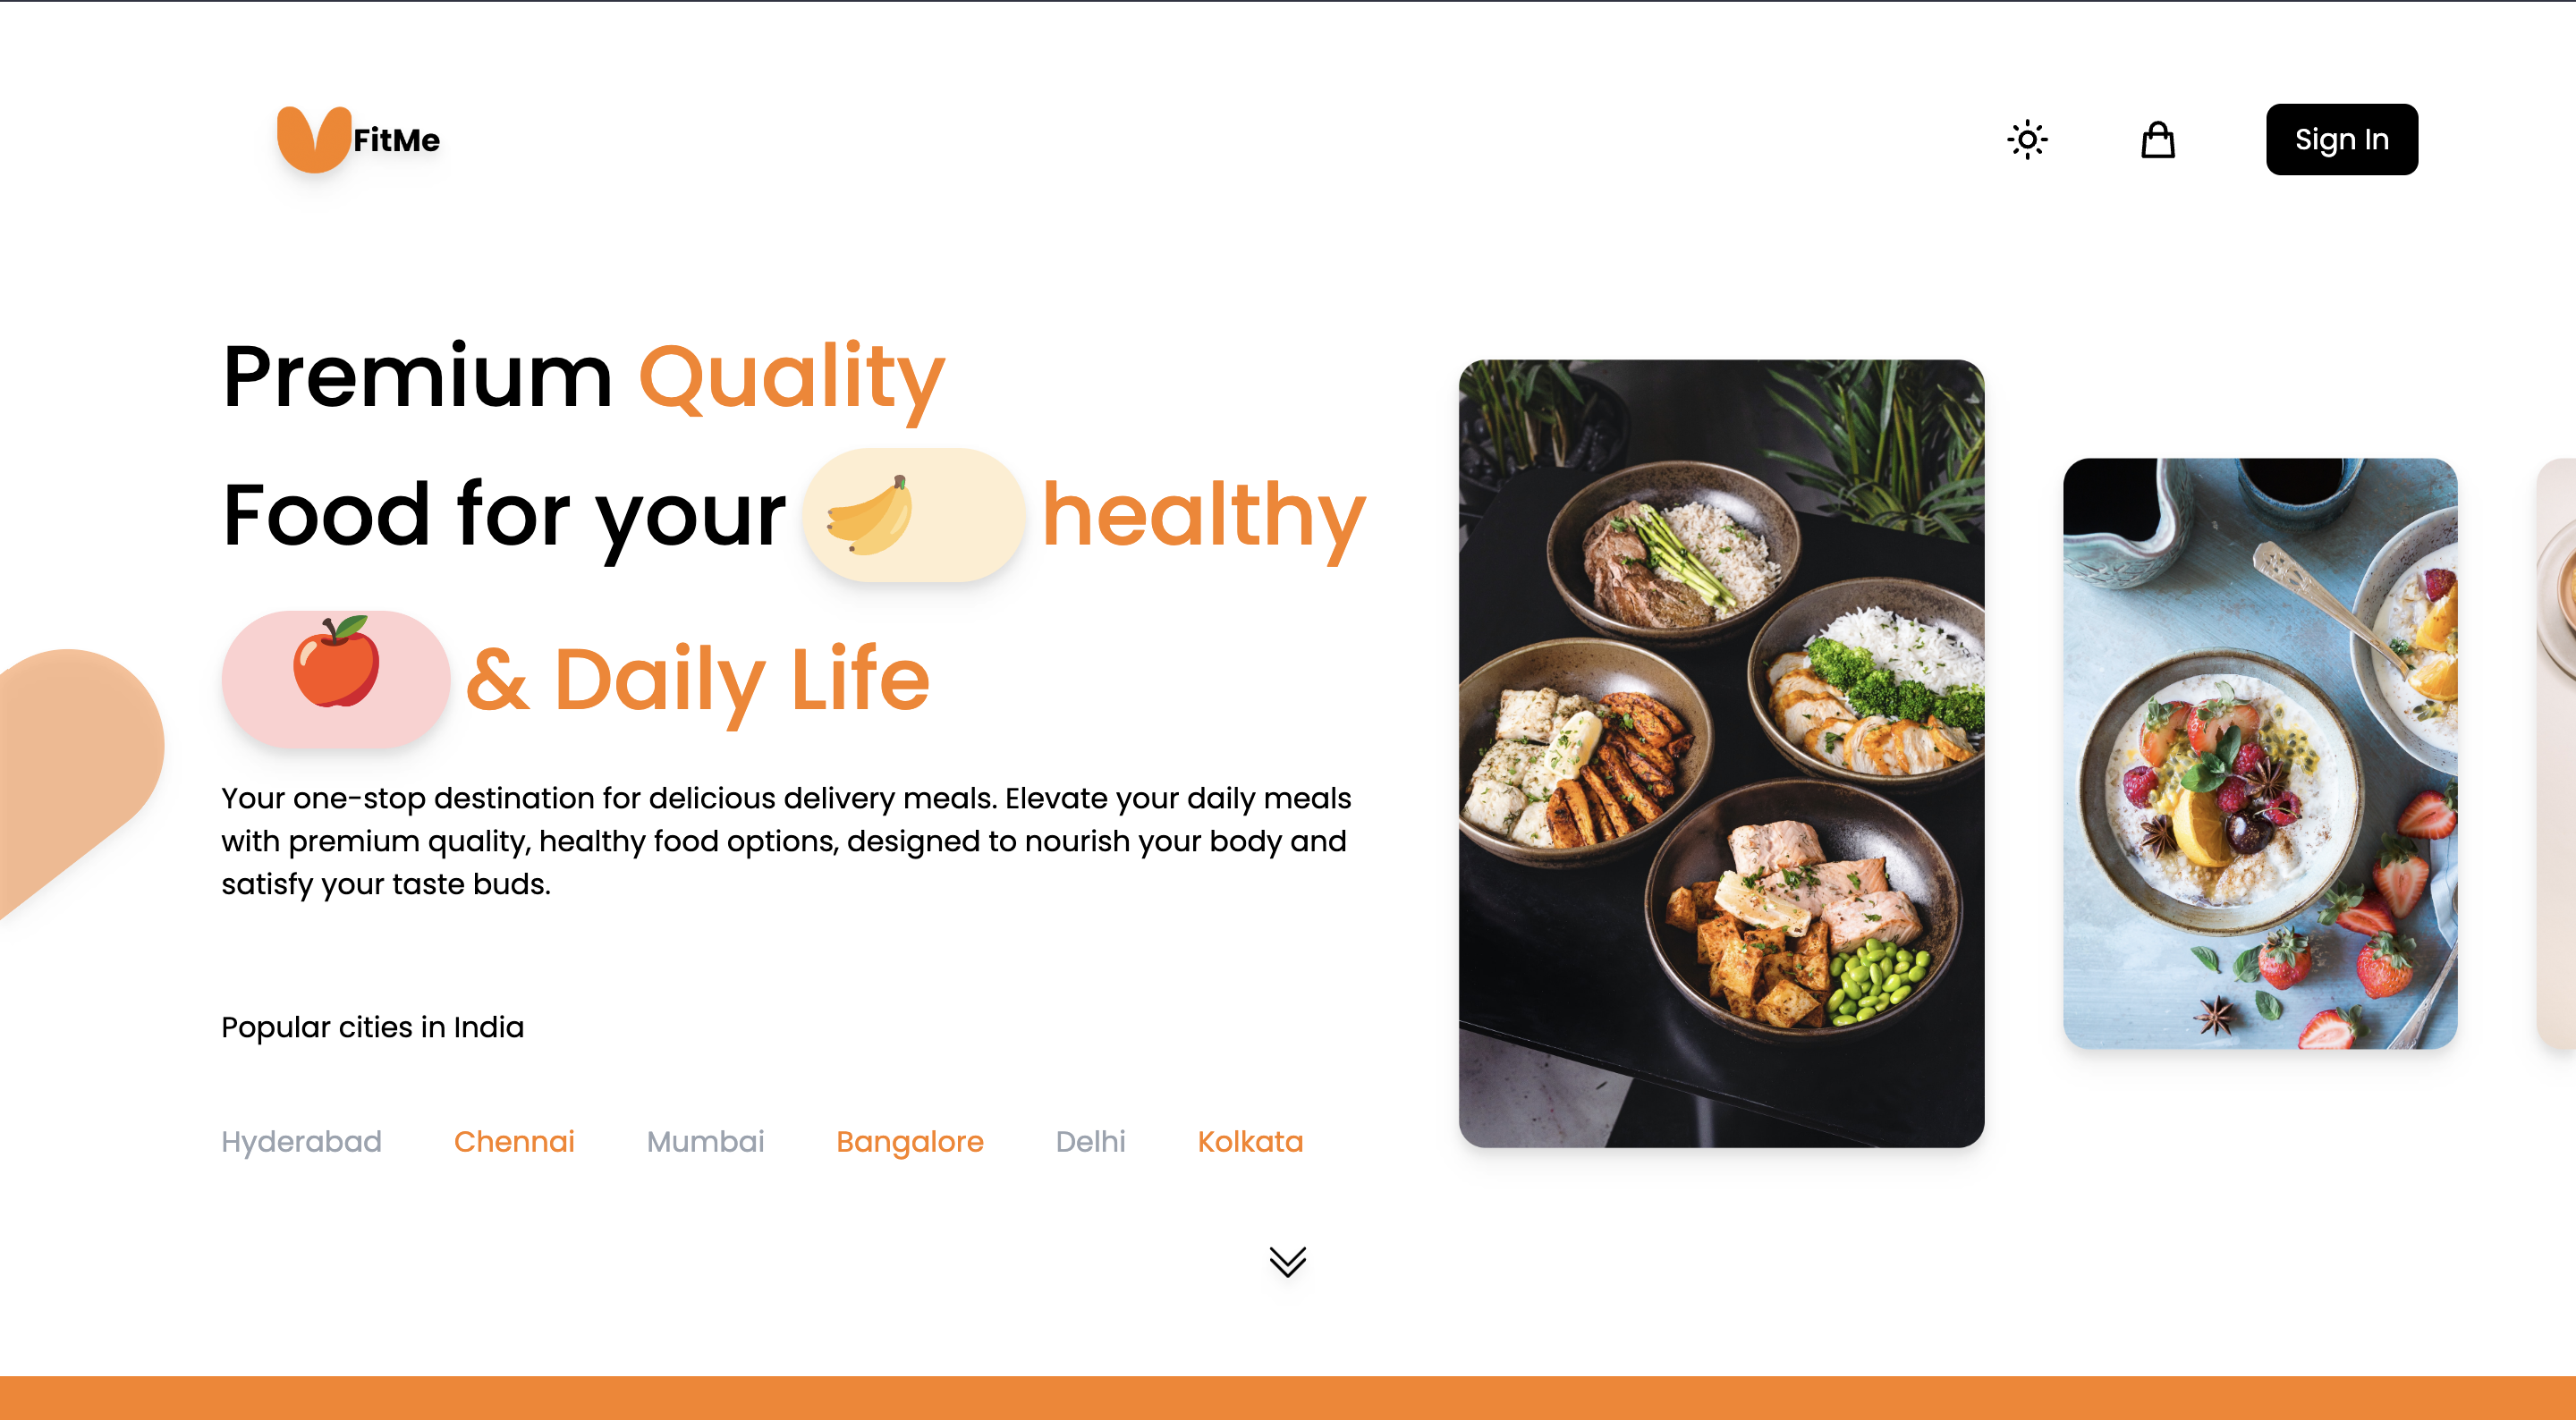 FitMe
Sign In
Premium Quality
Food for your healthy
& Daily Life
Your one-stop destination for delicious delivery meals. Elevate your daily meals
with premium quality, healthy food options, designed to nourish your body and
satisfy your taste buds.
Popular cities in India
Hyderabad Chennai Mumbai Bangalore Delhi Kolkata